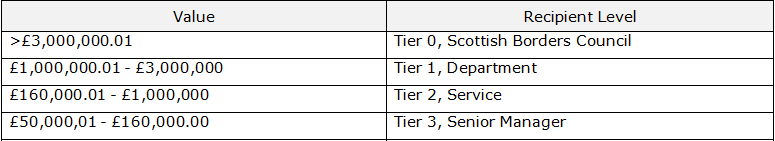 Value Recipient Level
>£3,000,000.01 Tier 0, Scottish Borders Council
£1,000,000.01 - £3,000,000 Tier 1, Department
£160,000.01 - £1,000,000 Tier 2, Service
£50,000,01 - £160,000.00 Tier 3, Senior Manager